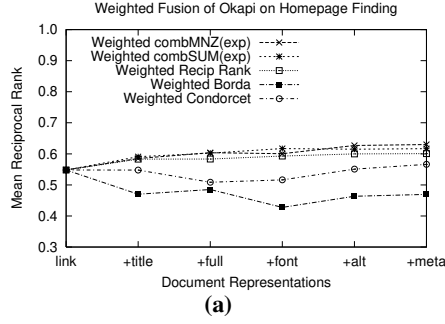 Weighted Fusion of Okapi on Homepage Finding
Weighted combMNZ(exp)
Weighted combSUM(exp)
Weighted Recip Rank
Weighted Borda
Weighted Condorcet
Mean Reciprocal Rank
1.0
0.9
0.8
0.7
0.6
0.5
0.4
0.3
link +title +full +font +alt +meta
Document Representations
(a)